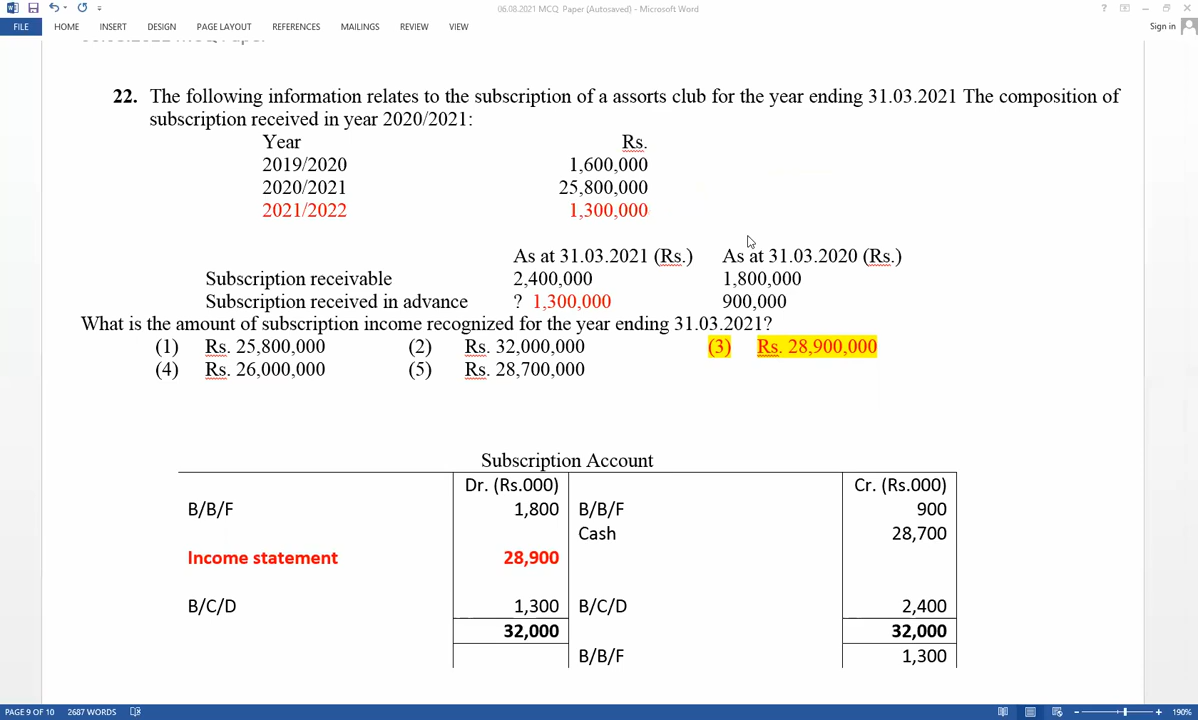 06.08.2021 MCQ Paper (Autosaved) - Microsoft Word
? 
Sign in
FILE HOME INSERT DESIGN PAGE LAYOUT REFERENCES MAILINGS REVIEW VIEW
22. The following information relates to the subscription of a assorts club for the year ending 31.03.2021 The composition of
subscription received in year 2020/2021:
Year Rs.
2019/2020 1,600,000
2020/2021 25,800,000
2021/2022 1,300,000
As at 31.03.2021 (Rs.) As at 31.03.2020 (Rs.)
Subscription receivable 2,400,000 1,800,000
Subscription received in advance ? 1,300,000 900,000
What is the amount of subscription income recognized for the year ending 31.03.2021?
(1) Rs. 25,800,000 (2) Rs. 32,000,000 (3) Rs. 28,900,000
(4) Rs. 26,000,000 (5) Rs. 28,700,000
Subscription Account
Dr. (Rs.000) Cr. (Rs.000)
B/B/F 1,800 B/B/F 900
Cash 28,700
Income statement 28,900
B/C/D 1,300 B/C/D 2,400
32,000 32,000
B/B/F 1,300
PAGE 9 OF 10 2687 WORDS 190%